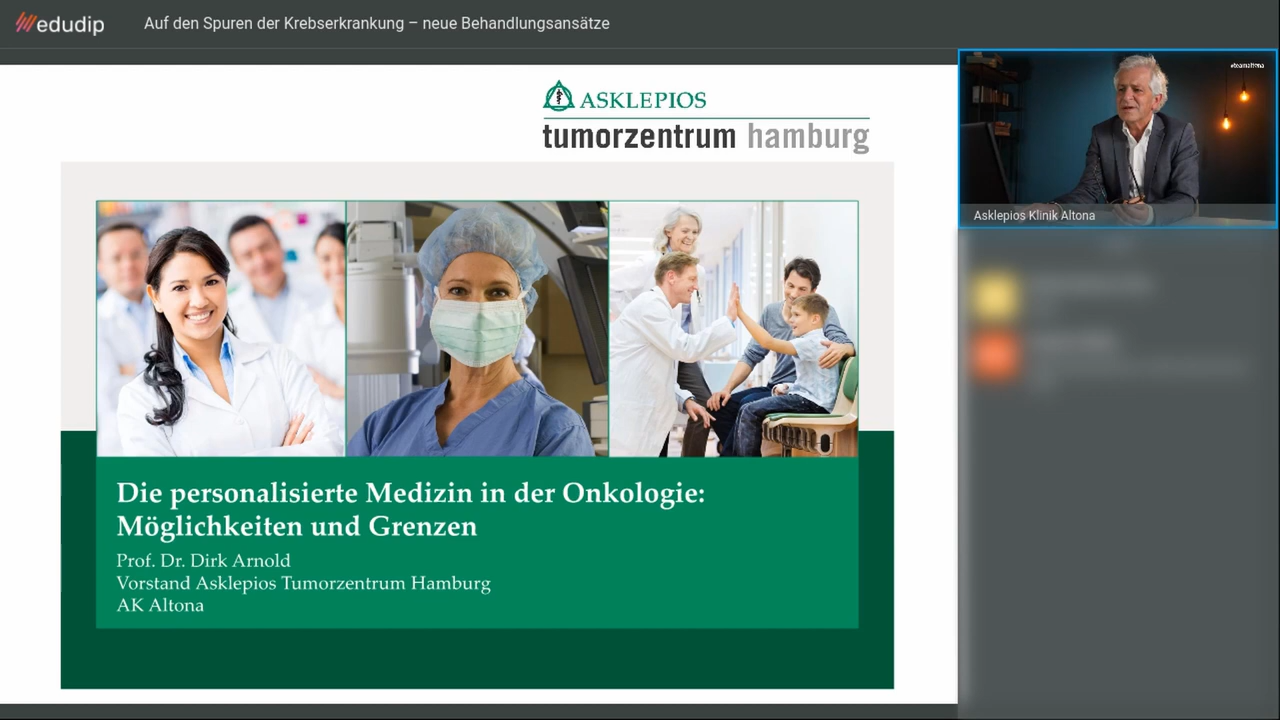 edudip
Auf den Spuren der Krebserkrankung – neue Behandlungsansätze
ASKLEPIOS
tumorzentrum hamburg
#teamaltona
Asklepios Klinik Altona
Die personalisierte Medizin in der Onkologie:
Möglichkeiten und Grenzen
Prof. Dr. Dirk Arnold
Vorstand Asklepios Tumorzentrum Hamburg
AK Altona